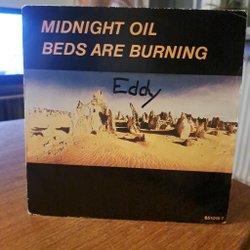 MIDNIGHT OIL
BEDS ARE BURNING
Eddy